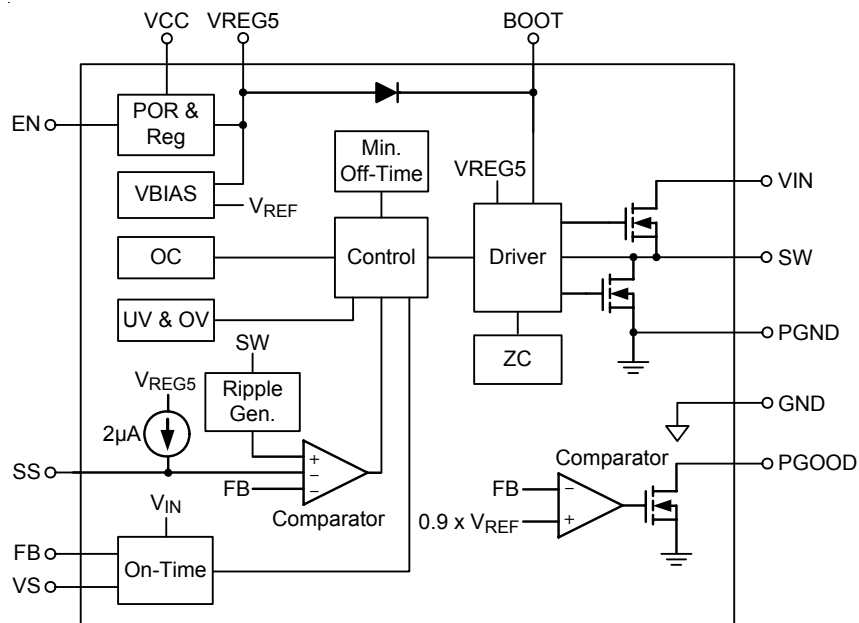 VCC
VREG5
BOOT
EN
POR &
Reg
Min.
Off-Time
VREG5
VIN
VBIAS
VREF
OC
Control
Driver
SW
UV & OV
SW
ZC
PGND
VREG5
Ripple
Gen.
GND
2µA
Comparator
PGOOD
+
SS
−
FB
−
FB
−
Comparator
0.9 x VREF
+
VIN
FB
On-Time
VS